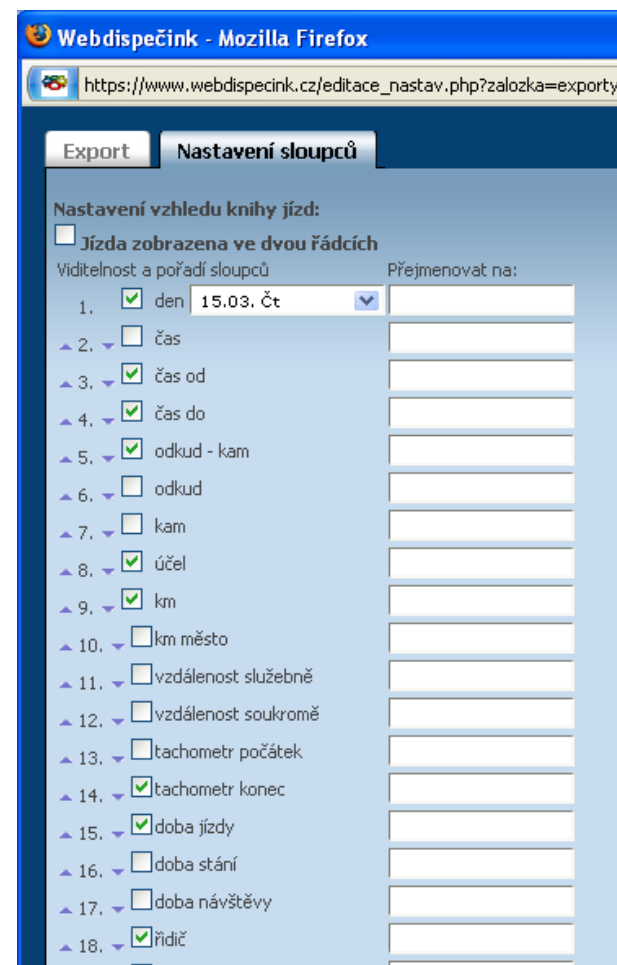 Webdispečink - Mozilla Firefox
https://www.webdispecink.cz/editace_nastav.php?zalozka=exporty
Export Nastavení sloupců
Nastavení vzhledu knihy jízd:
Jízda zobrazena ve dvou řádcích
Viditelnost a pořadí sloupců Přejmenovat na:
1. den 15.03. Čt
2. čas
3. čas od
4. čas do
5. odkud - kam
6. odkud
7. kam
8. účel
9. km
10. km město
11. vzdálenost služebně
12. vzdálenost soukromě
13. tachometr počátek
14. tachometr konec
15. doba jízdy
16. doba stání
17. doba návštěvy
18. řidič